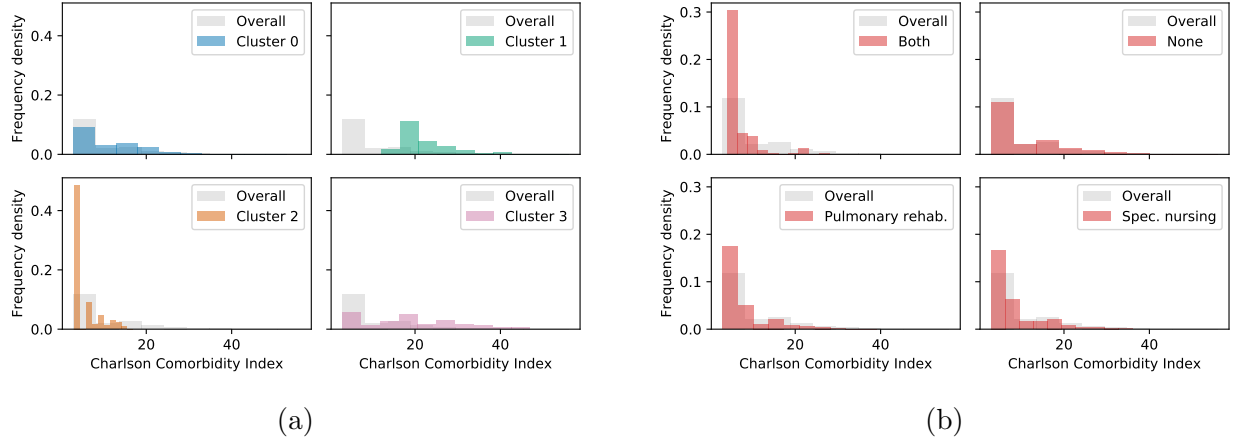 Frequency density
0.4
0.2
0.0
Overall
Cluster 0
Overall
Cluster 1
Frequency density
0.4
0.2
0.0
20
40
Charlson Comorbidity Index
Overall
Cluster 2
20
40
Charlson Comorbidity Index
Overall
Cluster 3
(a)
Frequency density
0.3
0.2
0.1
0.0
Overall
Both
Overall
None
Frequency density
0.3
0.2
0.1
0.0
20
40
Charlson Comorbidity Index
Overall
Pulmonary rehab.
20
40
Charlson Comorbidity Index
Overall
Spec. nursing
(b)